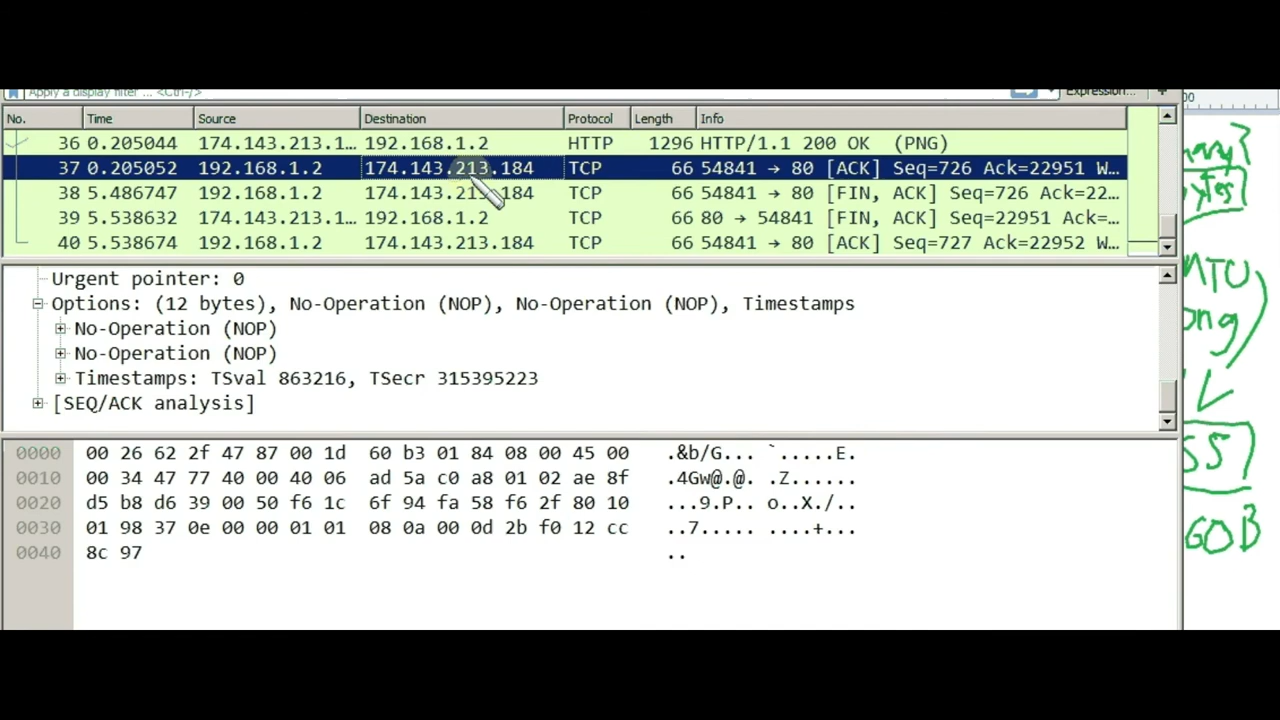 Apply a display filter ... <Ctrl-/> Expression... +
No. Time Source Destination Protocol Length Info
36 0.205044 174.143.213.1... 192.168.1.2 HTTP 1296 HTTP/1.1 200 OK (PNG)
37 0.205052 192.168.1.2 174.143.213.184 TCP 66 54841 → 80 [ACK] Seq=726 Ack=22951 W...
38 5.486747 192.168.1.2 174.143.213.184 TCP 66 54841 → 80 [FIN, ACK] Seq=726 Ack=22...
39 5.538632 174.143.213.1... 192.168.1.2 TCP 66 80 → 54841 [FIN, ACK] Seq=22951 Ack=...
40 5.538674 192.168.1.2 174.143.213.184 TCP 66 54841 → 80 [ACK] Seq=727 Ack=22952 W...
Urgent pointer: 0
Options: (12 bytes), No-Operation (NOP), No-Operation (NOP), Timestamps
No-Operation (NOP)
No-Operation (NOP)
Timestamps: TSval 863216, TSecr 315395223
[SEQ/ACK analysis]
0000 00 26 62 2f 47 87 00 1d 60 b3 01 84 08 00 45 00 .&b/G... `.....E.
0010 00 34 47 77 40 00 40 06 ad 5a c0 a8 01 02 ae 8f .4Gw@.@. .Z......
0020 d5 b8 d6 39 00 50 f6 1c 6f 94 fa 58 f6 2f 80 10 ...9.P.. o..X./..
0030 01 98 37 0e 00 00 01 01 08 0a 00 0d 2b f0 12 cc ..7..... ....+...
0040 8c 97 ..
00
ytes
MTU
ong
SS
GOB